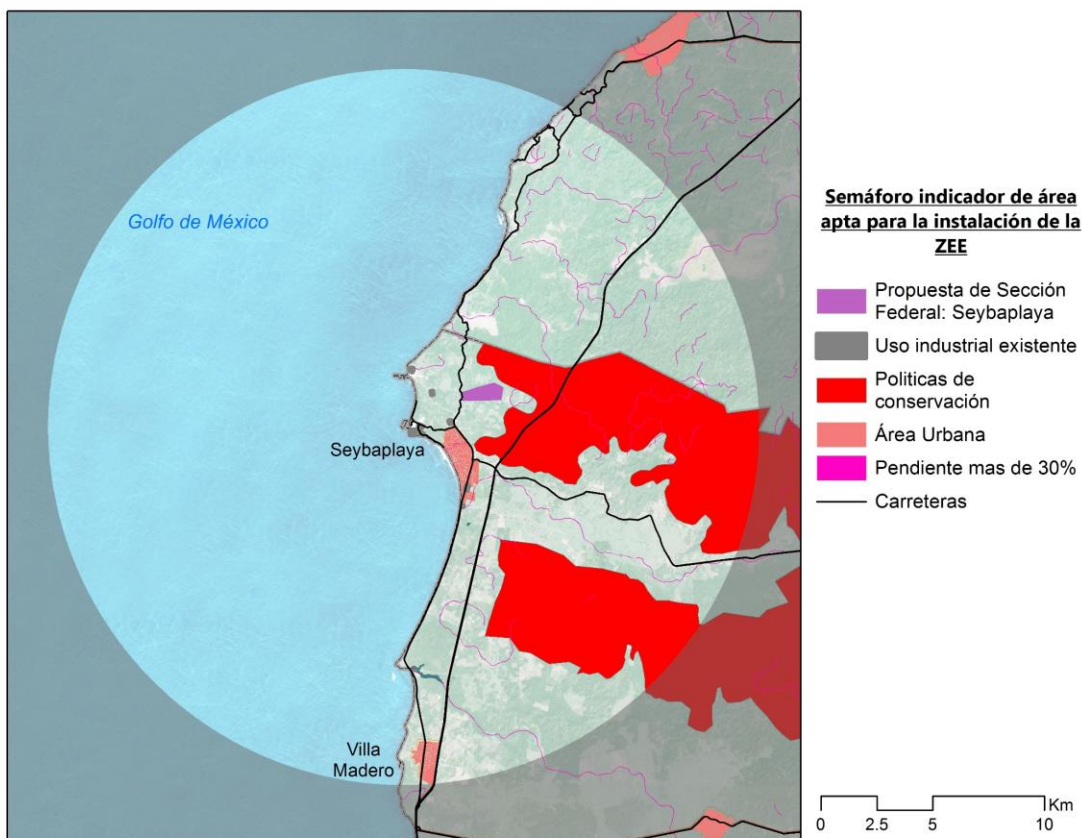 Golfo de México
Seybaplaya
Villa
Madero
Semáforo indicador de área
apta para la instalación de la
ZEE
Propuesta de Sección
Federal: Seybaplaya
Uso industrial existente
Politicas de
conservación
Área Urbana
Pendiente mas de 30%
Carreteras
Km
0 2.5 5 10